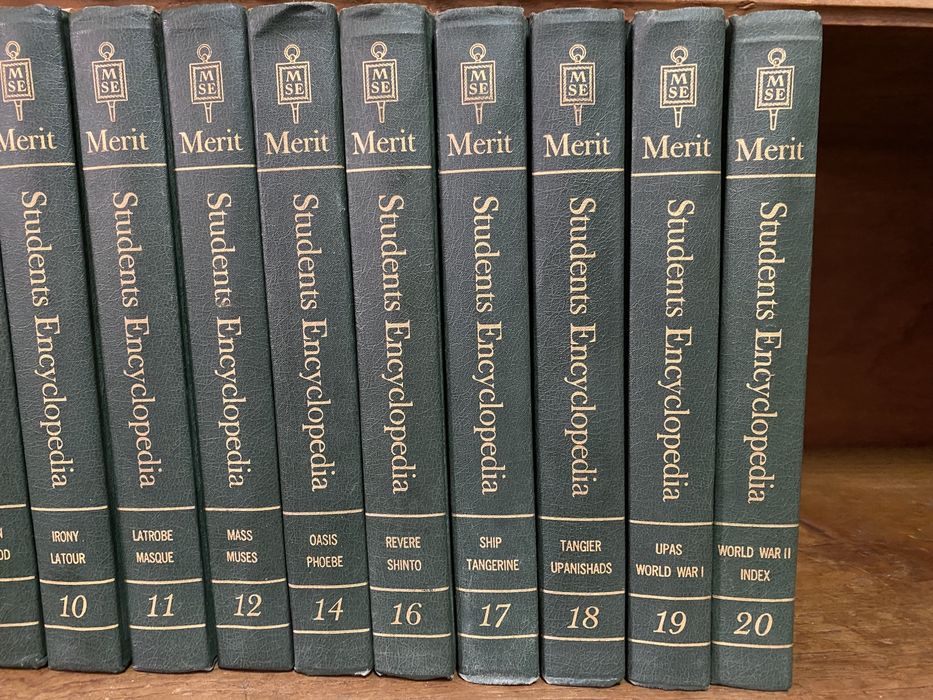 MSE
Merit
Students Encyclopedia
IRONY
LATOUR
10
MSE
Merit
Students Encyclopedia
LATROBE
MASQUE
11
MSE
Merit
Students Encyclopedia
MASS
MUSES
12
MSE
Merit
Students Encyclopedia
OASIS
PHOEBE
14
MSE
Merit
Students Encyclopedia
REVERE
SHINTO
16
MSE
Merit
Students Encyclopedia
SHIP
TANGERINE
17
MSE
Merit
Students Encyclopedia
TANGIER
UPANISHADS
18
MSE
Merit
Students Encyclopedia
UPAS
WORLD WAR I
19
MSE
Merit
Students Encyclopedia
WORLD WAR II
INDEX
20